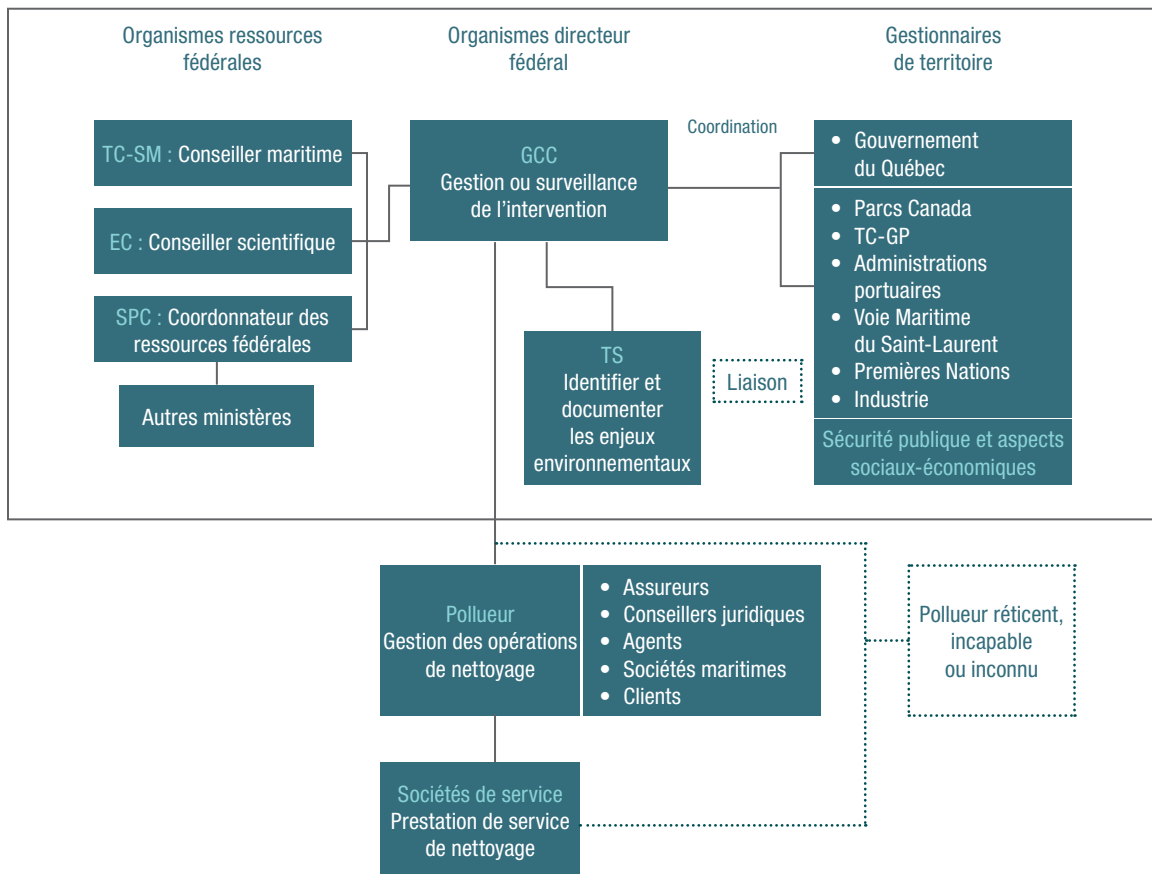 Organismes ressources
fédérales
Organismes directeur
fédéral
Gestionnaires
de territoire
TC-SM : Conseiller maritime
EC : Conseiller scientifique
SPC : Coordonnateur des
ressources fédérales
Autres ministères
GCC
Gestion ou surveillance
de l’intervention
Coordination
• Gouvernement
du Québec
• Parcs Canada
• TC-GP
• Administrations
portuaires
• Voie Maritime
du Saint-Laurent
• Premières Nations
• Industrie
Sécurité publique et aspects
sociaux-économiques
TS
Identifier et
documenter
les enjeux
environnementaux
Liaison
Pollueur
Gestion des opérations
de nettoyage
• Assureurs
• Conseillers juridiques
• Agents
• Sociétés maritimes
• Clients
Pollueur réticent,
incapable
ou inconnu
Sociétés de service
Prestation de service
de nettoyage